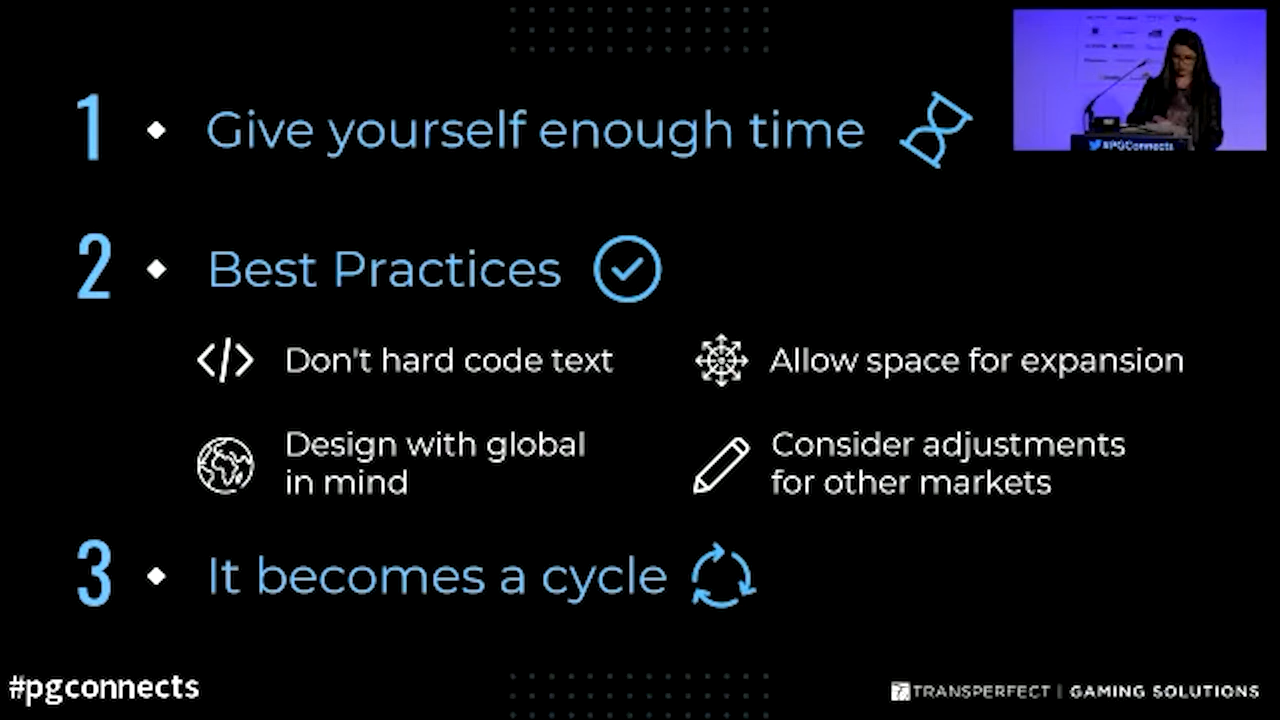 1 Give yourself enough time
#PGConnects
2 Best Practices
Don't hard code text
Allow space for expansion
Design with global
in mind
Consider adjustments
for other markets
3 It becomes a cycle
#pgconnects
TRANSPERFECT | GAMING SOLUTIONS